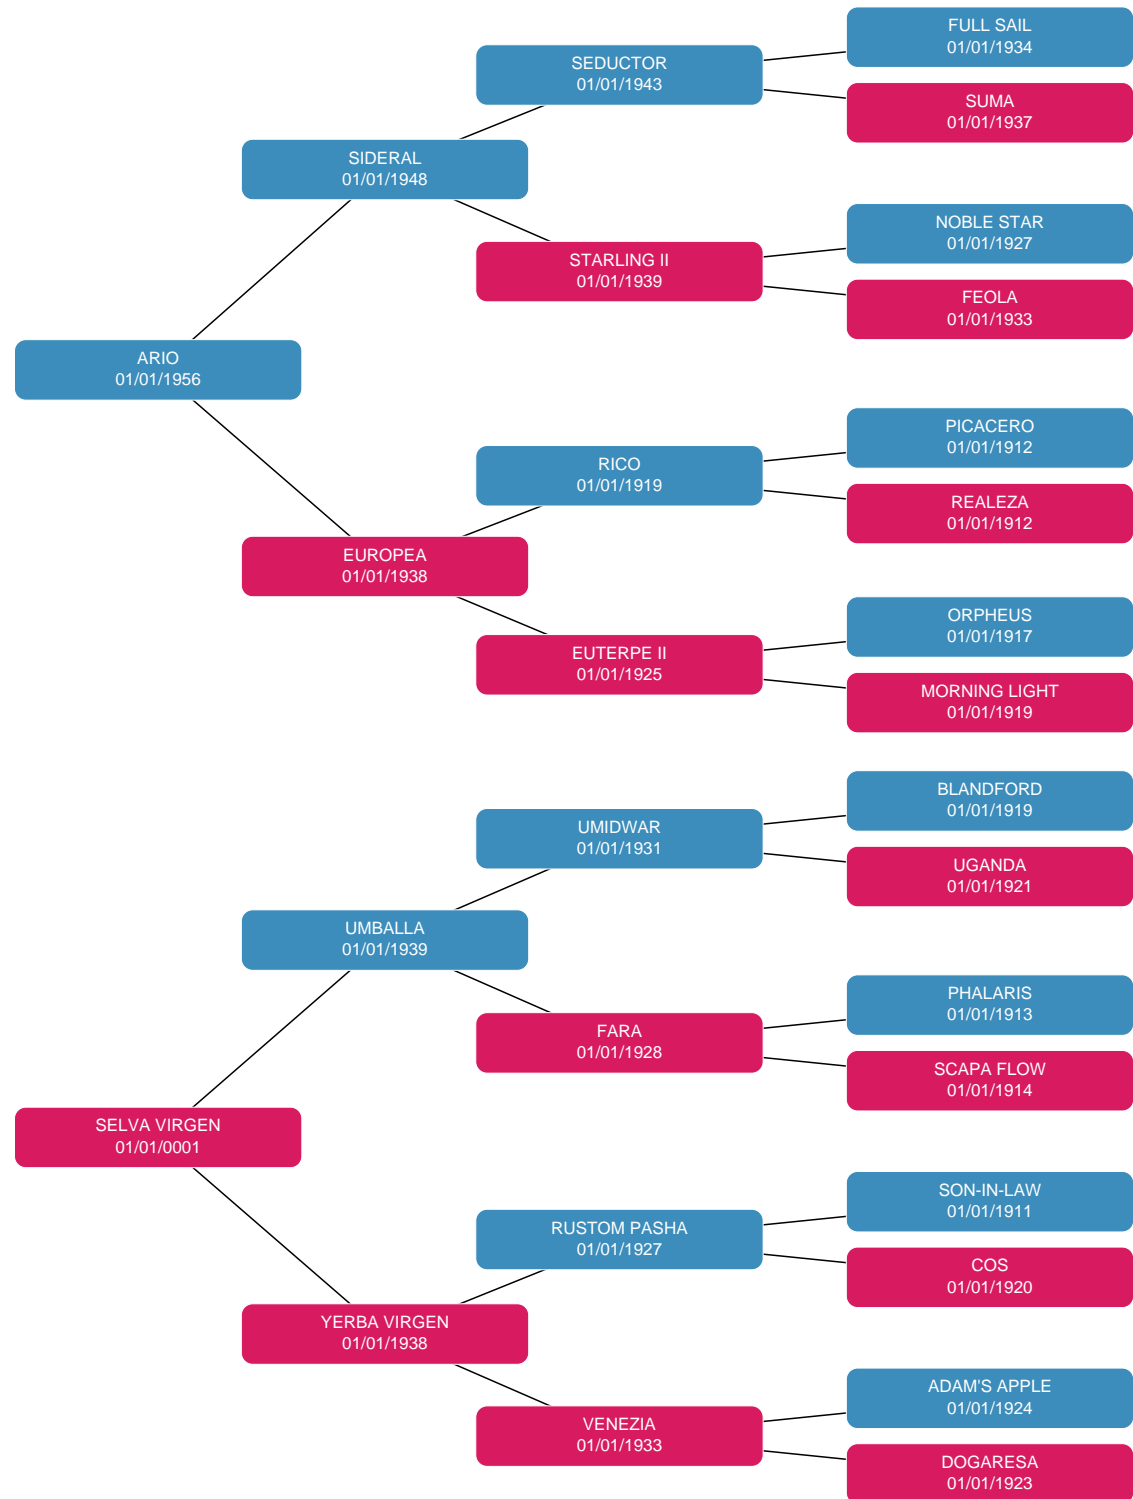 FULL SAIL
01/01/1934
SEDUCTOR
01/01/1943
SUMA
01/01/1937
SIDERAL
01/01/1948
NOBLE STAR
01/01/1927
STARLING II
01/01/1939
FEOLA
01/01/1933
ARIO
01/01/1956
PICACERO
01/01/1912
RICO
01/01/1919
REALEZA
01/01/1912
EUROPEA
01/01/1938
ORPHEUS
01/01/1917
EUTERPE II
01/01/1925
MORNING LIGHT
01/01/1919
BLANDFORD
01/01/1919
UMIDWAR
01/01/1931
UGANDA
01/01/1921
UMBALLA
01/01/1939
PHALARIS
01/01/1913
FARA
01/01/1928
SCAPA FLOW
01/01/1914
SELVA VIRGEN
01/01/0001
SON-IN-LAW
01/01/1911
RUSTOM PASHA
01/01/1927
COS
01/01/1920
YERBA VIRGEN
01/01/1938
ADAM'S APPLE
01/01/1924
VENEZIA
01/01/1933
DOGARESA
01/01/1923